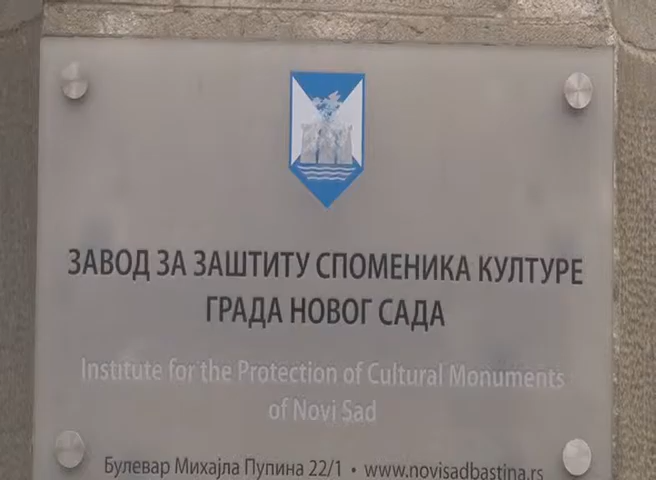 ЗАВОД ЗА ЗАШТИТУ СПОМЕНИКА КУЛТУРЕ
ГРАДА НОВОГ САДА
Institute for the Protection of Cultural Monuments
of Novi Sad
Булевар Михајла Пупина 22/1 • www.novisadbastina.rs